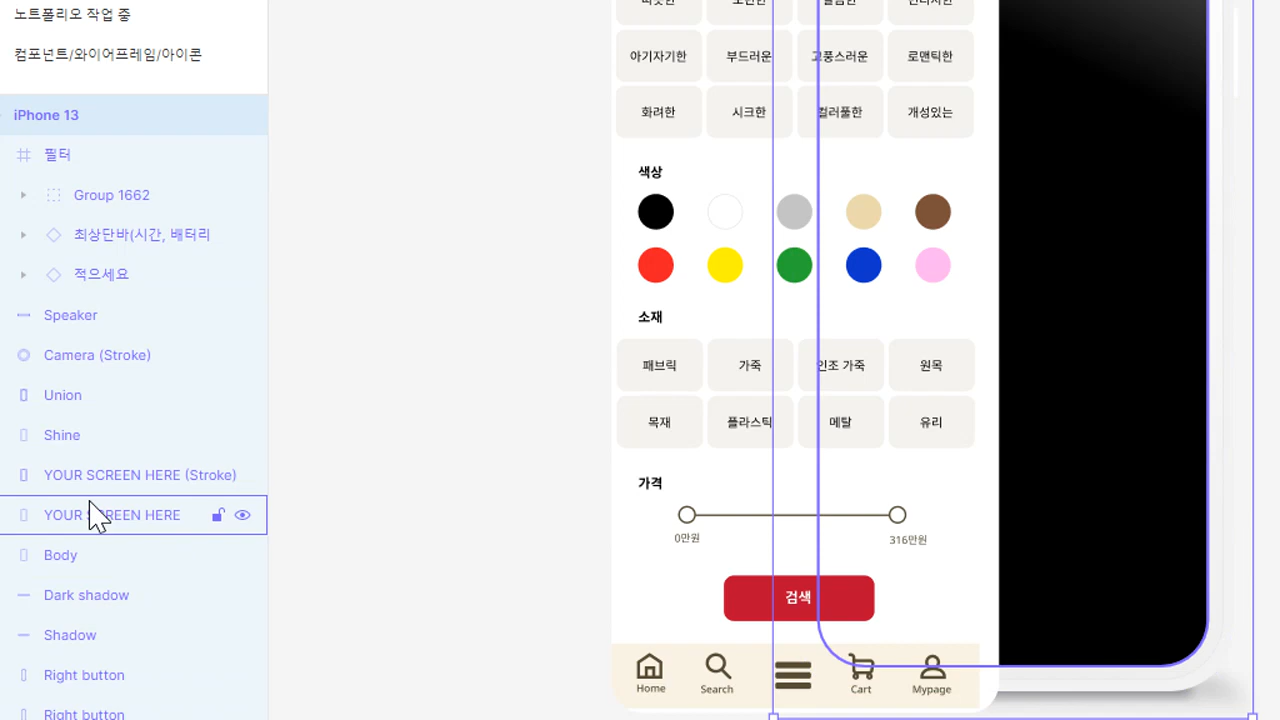 노트폴리오 작업 중
컴포넌트/와이어프레임/아이콘
iPhone 13
필터
Group 1662
최상단바(시간, 배터리
적으세요
Speaker
Camera (Stroke)
Union
Shine
YOUR SCREEN HERE (Stroke)
YOUR SCREEN HERE
Body
Dark shadow
Shadow
Right button
Right button
아기자기한 부드러운 고풍스러운 로맨틱한
화려한 시크한 컬러풀한 개성있는
색상
소재
패브릭 가죽 인조 가죽 원목
목재 플라스틱 메탈 유리
가격
0만원 316만원
검색
Home Search Cart Mypage